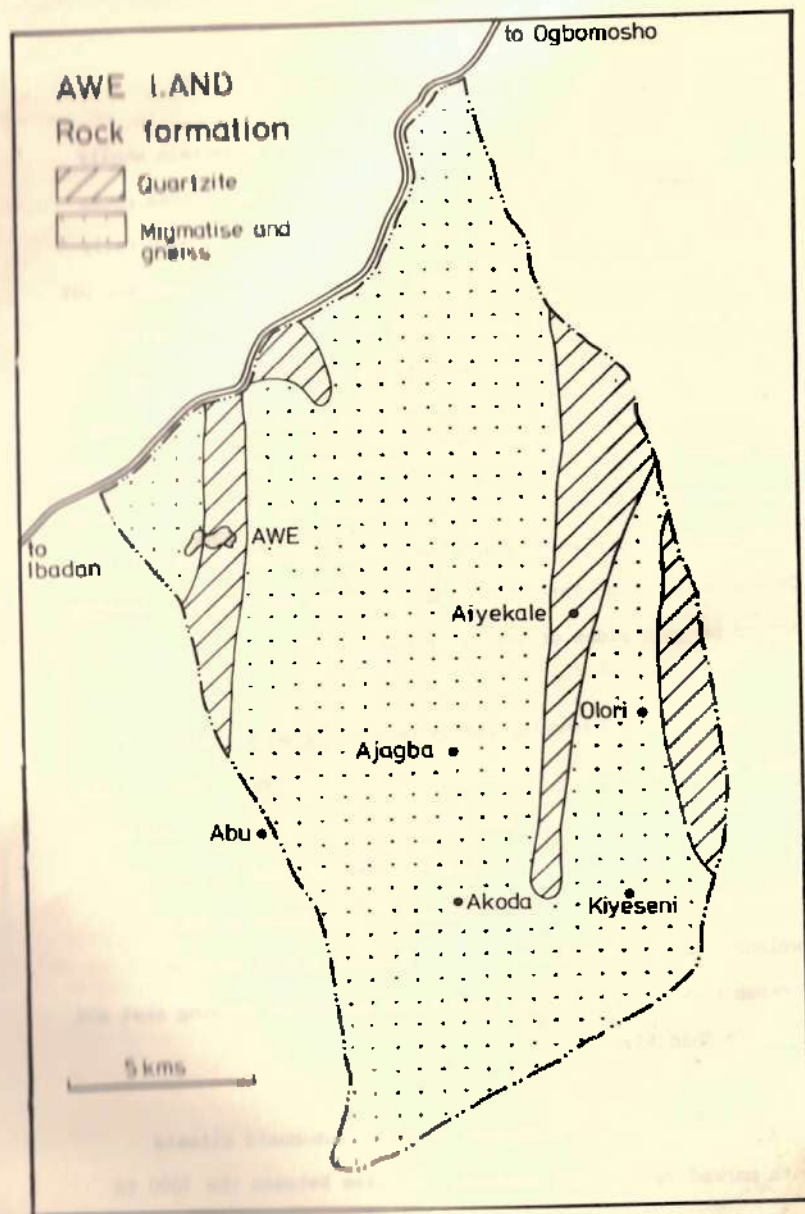 to Ogbomosho
AWE LAND
Rock formation
Quartzite
Migmatise and
gneiss
AWE
to
Ibadan
Aiyekale
Olori
Ajagba
Abu
Akoda
Kiyeseni
5 kms